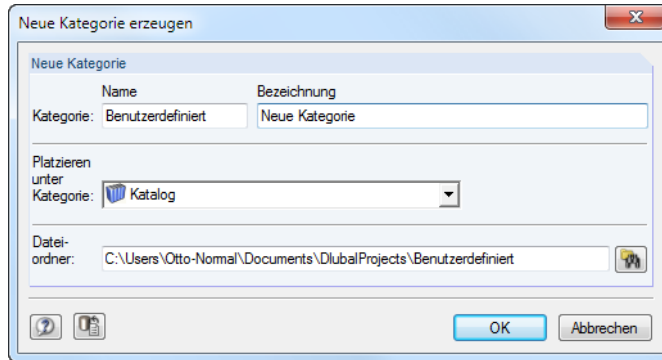 Neue Kategorie erzeugen
Neue Kategorie
Name Bezeichnung
Kategorie: Benutzerdefiniert Neue Kategorie
Platzieren
unter
Kategorie: Katalog
Datei-
ordner: C:\Users\Otto-Normal\Documents\DlubalProjects\Benutzerdefiniert
OK Abbrechen